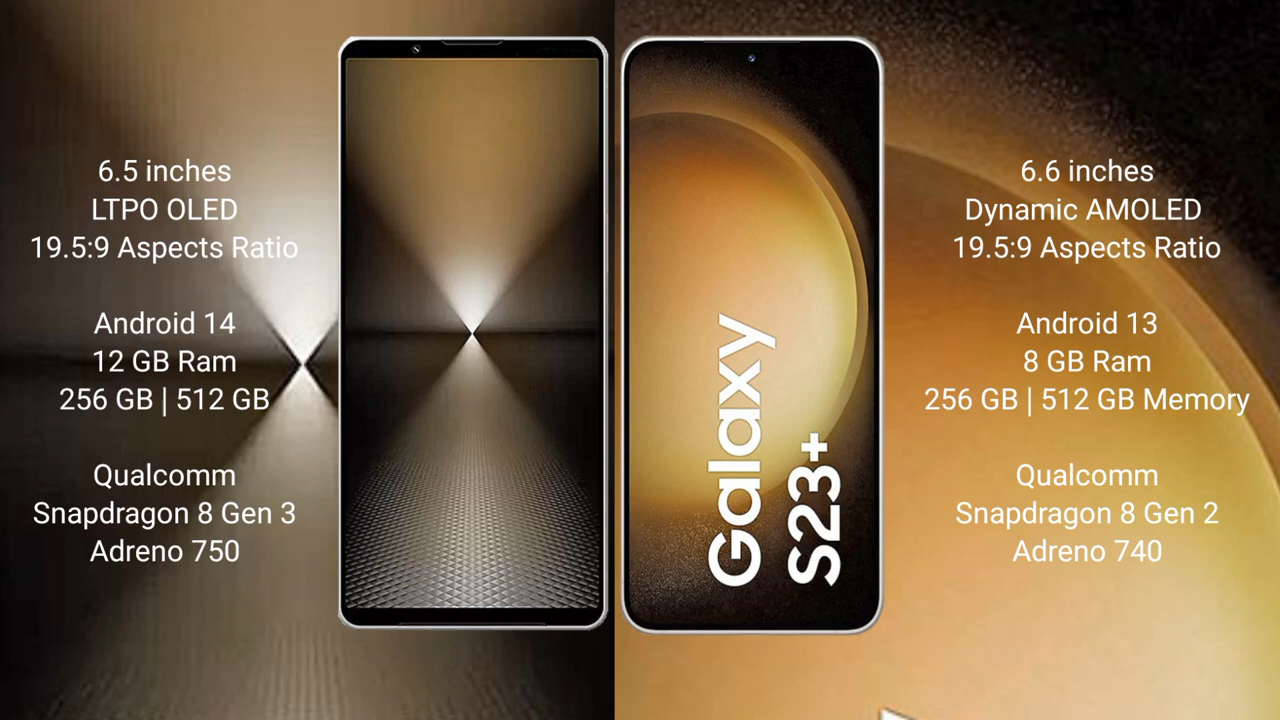 6.5 inches
LTPO OLED
19.5:9 Aspects Ratio
Android 14
12 GB Ram
256 GB | 512 GB
Qualcomm
Snapdragon 8 Gen 3
Adreno 750
Galaxy
S23+
6.6 inches
Dynamic AMOLED
19.5:9 Aspects Ratio
Android 13
8 GB Ram
256 GB | 512 GB Memory
Qualcomm
Snapdragon 8 Gen 2
Adreno 740